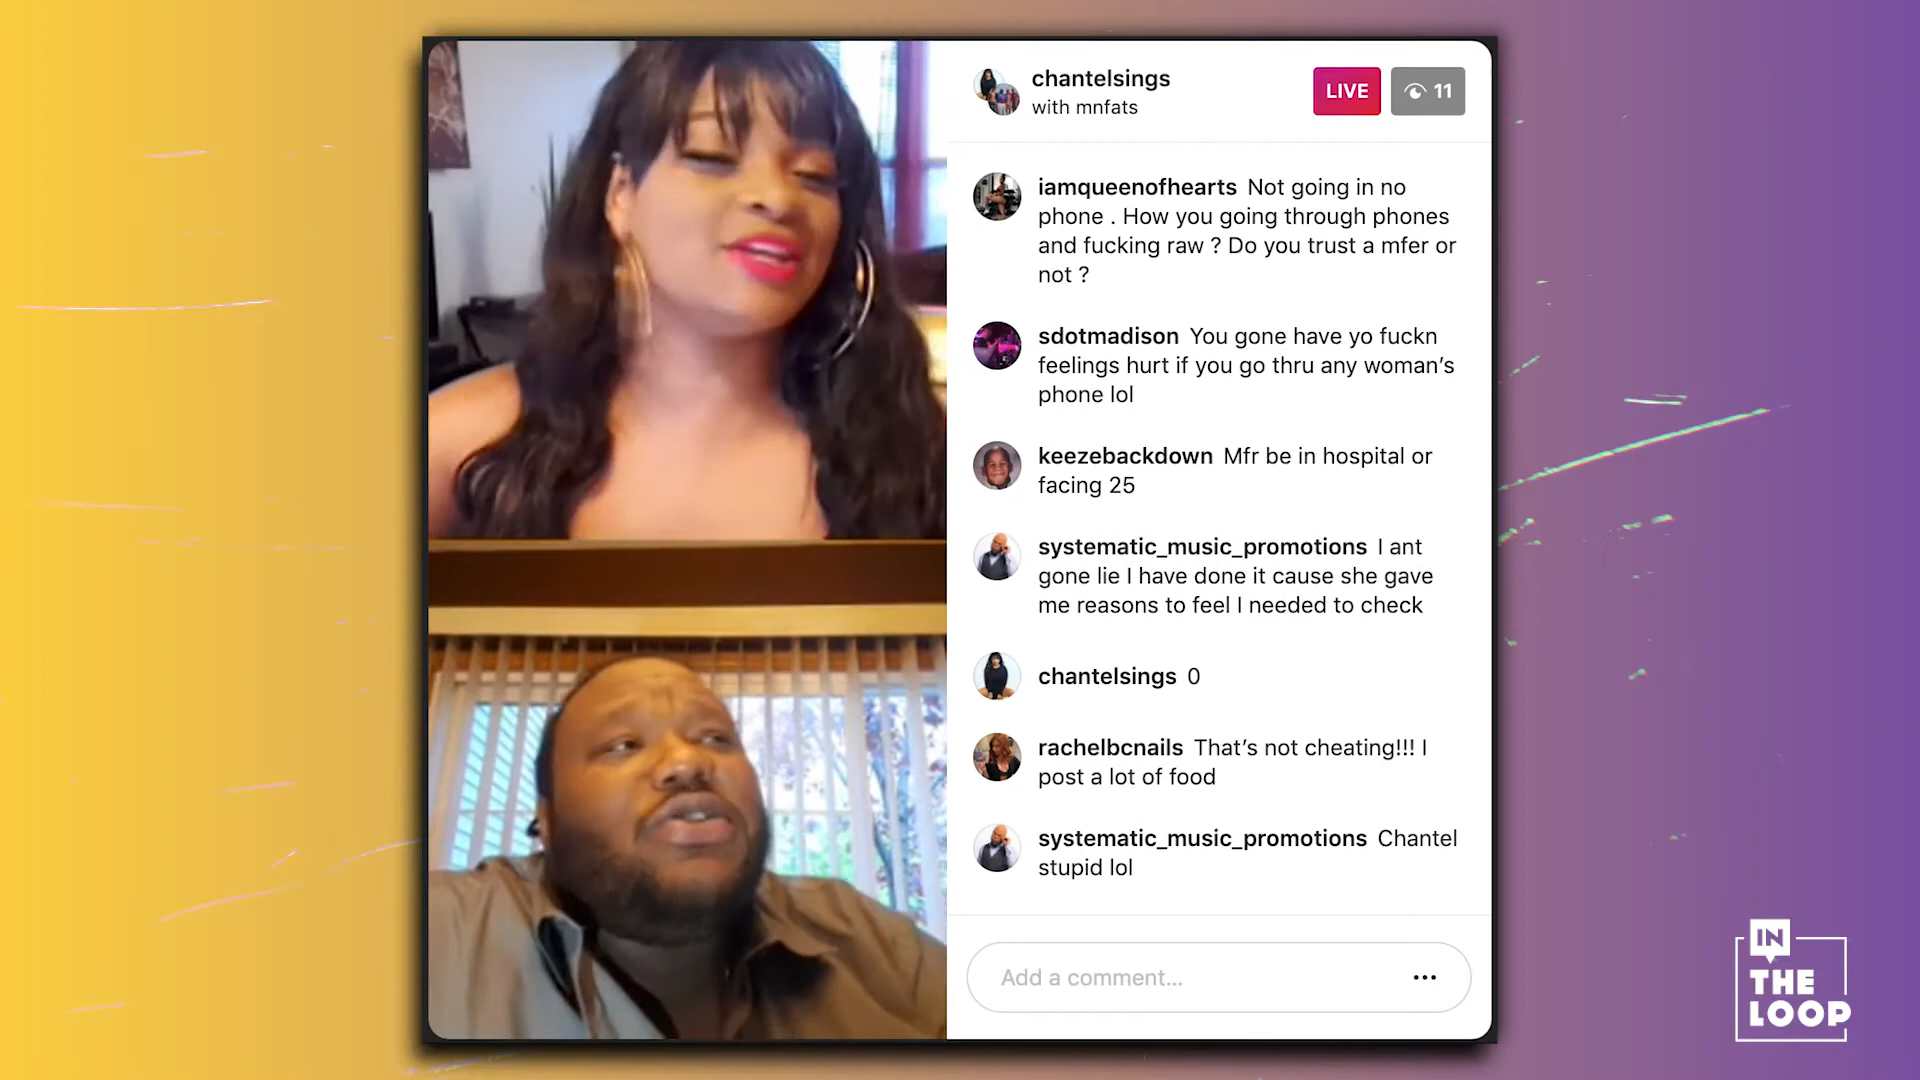 chantelsings
with mnfats
LIVE
11
iamqueenofhearts Not going in no
phone . How you going through phones
and fucking raw ? Do you trust a mfer or
not ?
sdotmadison You gone have yo fuckn
feelings hurt if you go thru any woman’s
phone lol
keezebackdown Mfr be in hospital or
facing 25
systematic_music_promotions I ant
gone lie I have done it cause she gave
me reasons to feel I needed to check
chantelsings 0
rachelbcnails That’s not cheating!!! I
post a lot of food
systematic_music_promotions Chantel
stupid lol
Add a comment...
IN
THE
LOOP